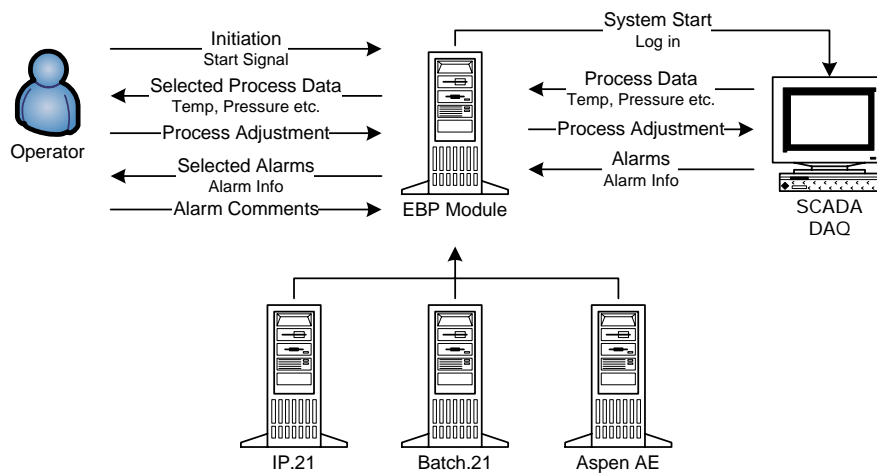 System Start
Log in
Initiation
Start Signal
Selected Process Data
Temp, Pressure etc.
Process Data
Temp, Pressure etc.
Process Adjustment
Process Adjustment
Operator
Selected Alarms
Alarm Info
Alarms
Alarm Info
Alarm Comments
EBP Module
SCADA
DAQ
IP.21
Batch.21
Aspen AE